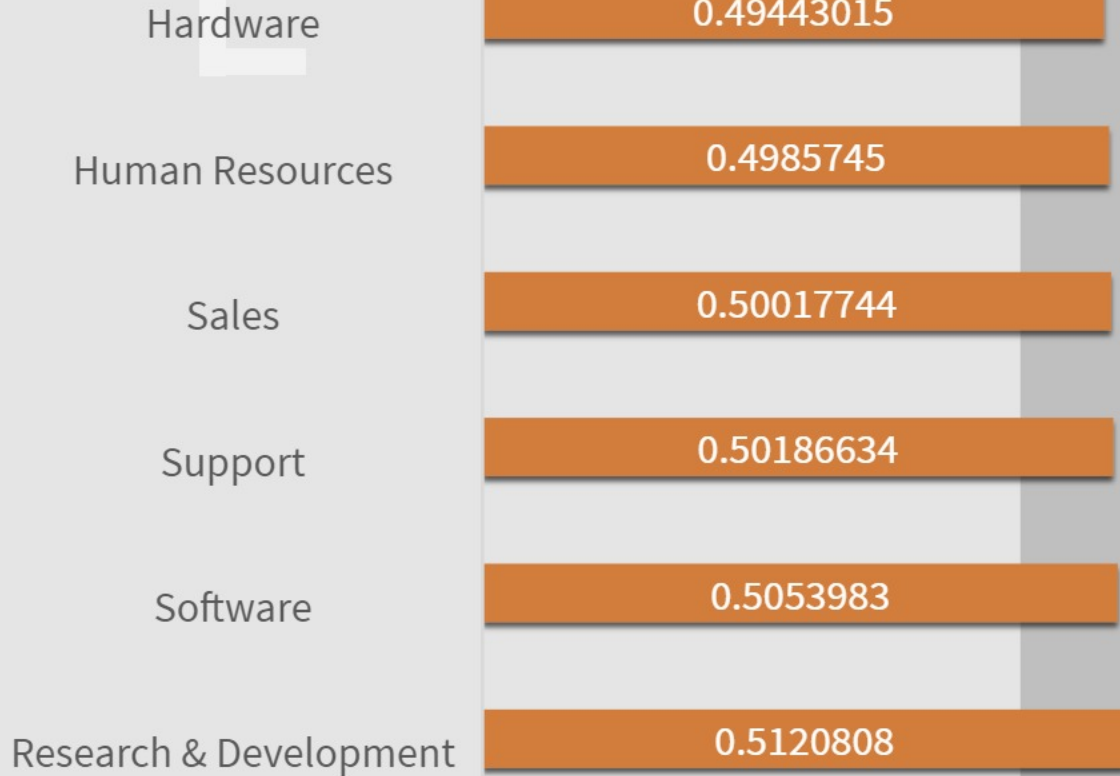 Hardware 0.49443015
Human Resources 0.4985745
Sales 0.50017744
Support 0.50186634
Software 0.5053983
Research & Development 0.5120808